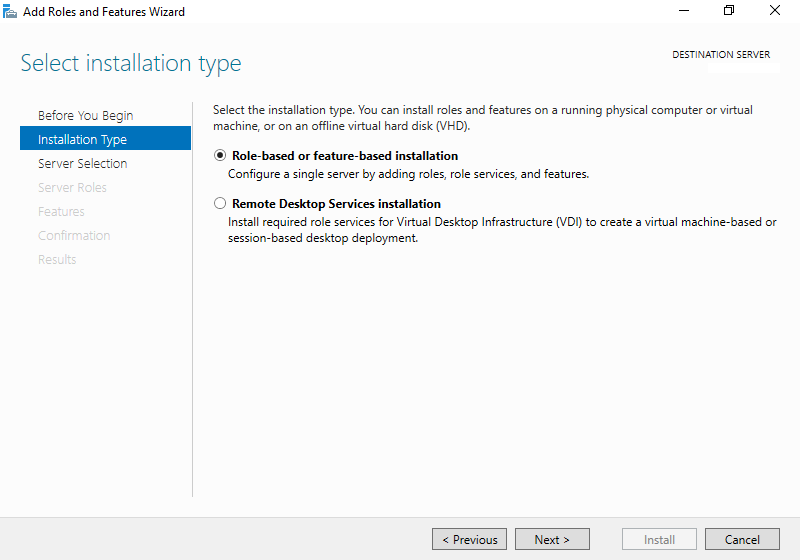 Add Roles and Features Wizard
Select installation type
DESTINATION SERVER
Before You Begin
Installation Type
Server Selection
Server Roles
Features
Confirmation
Results
Select the installation type. You can install roles and features on a running physical computer or virtual
machine, or on an offline virtual hard disk (VHD).
Role-based or feature-based installation
Configure a single server by adding roles, role services, and features.
Remote Desktop Services installation
Install required role services for Virtual Desktop Infrastructure (VDI) to create a virtual machine-based or
session-based desktop deployment.
< Previous
Next >
Install
Cancel